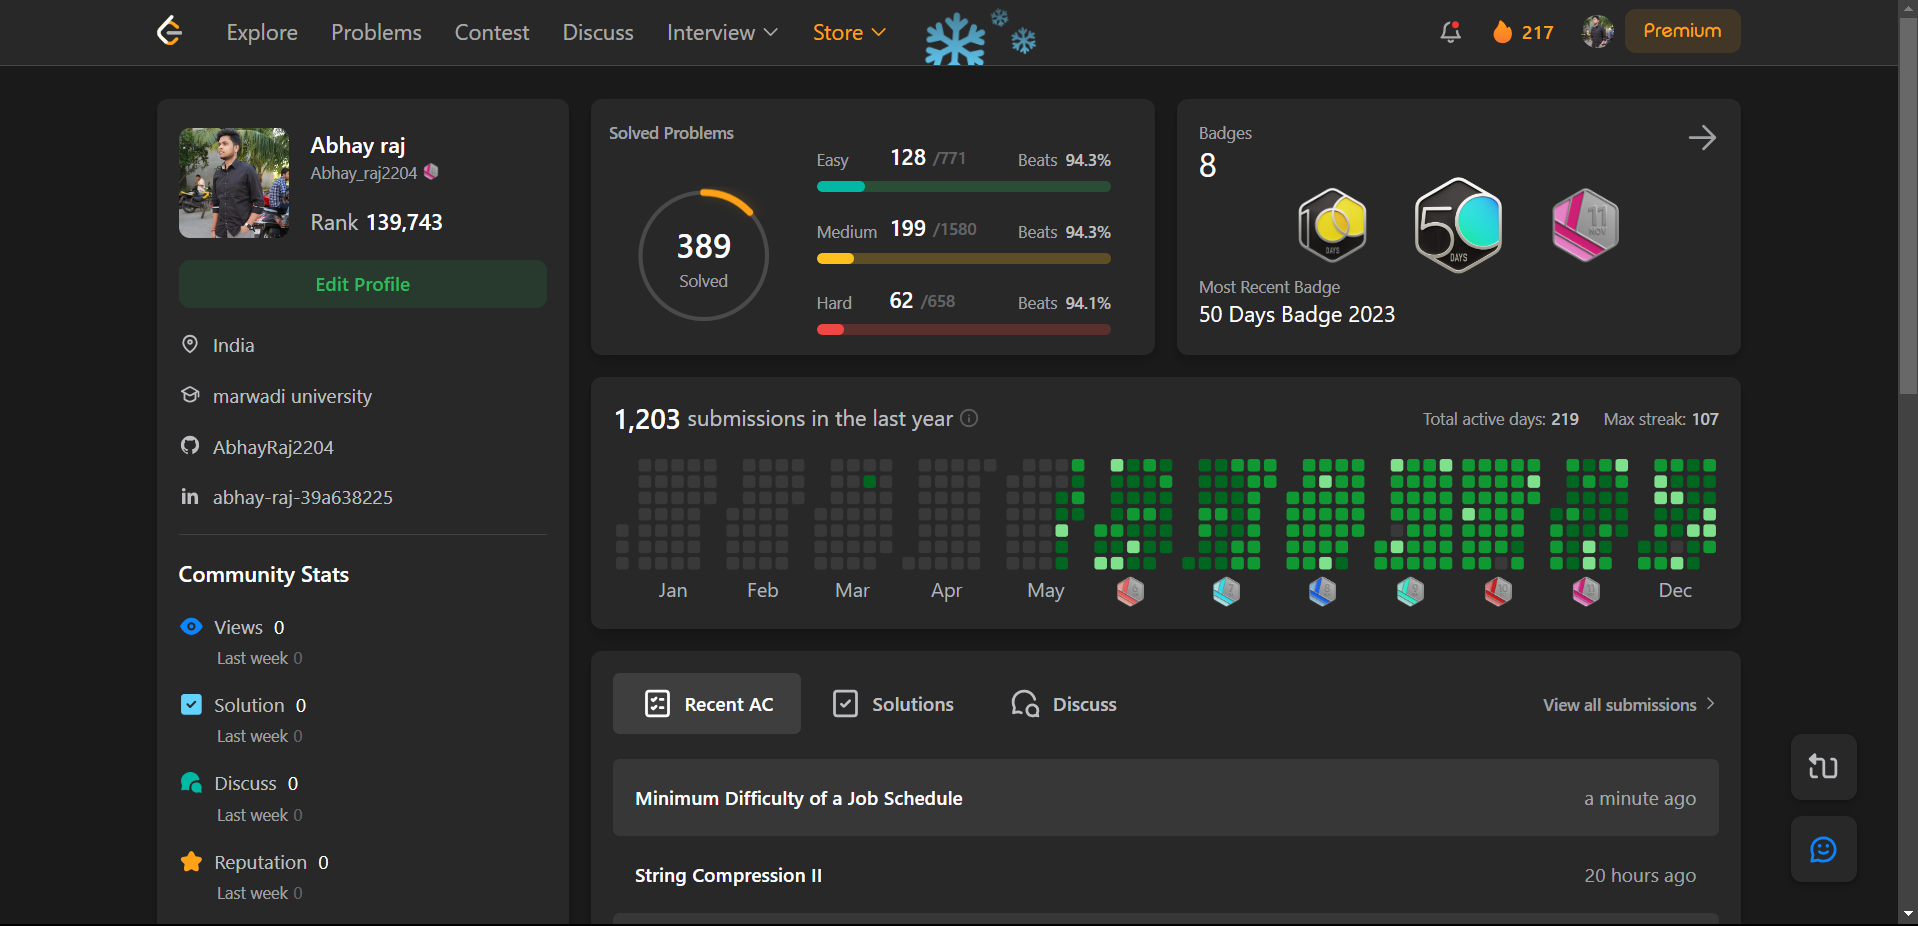 Explore Problems Contest Discuss Interview Store 217 Premium
Abhay raj
Abhay_raj2204
Rank 139,743
Edit Profile
India
marwadi university
AbhayRaj2204
abhay-raj-39a638225
Community Stats
Views 0
Last week 0
Solution 0
Last week 0
Discuss 0
Last week 0
Reputation 0
Last week 0
Solved Problems
389
Solved
Easy 128 /771 Beats 94.3%
Medium 199 /1580 Beats 94.3%
Hard 62 /658 Beats 94.1%
Badges
8
100 DAYS
50 DAYS
11 NOV
Most Recent Badge
50 Days Badge 2023
1,203 submissions in the last year Total active days: 219 Max streak: 107
Jan Feb Mar Apr May Dec
Recent AC Solutions Discuss View all submissions
Minimum Difficulty of a Job Schedule a minute ago
String Compression II 20 hours ago